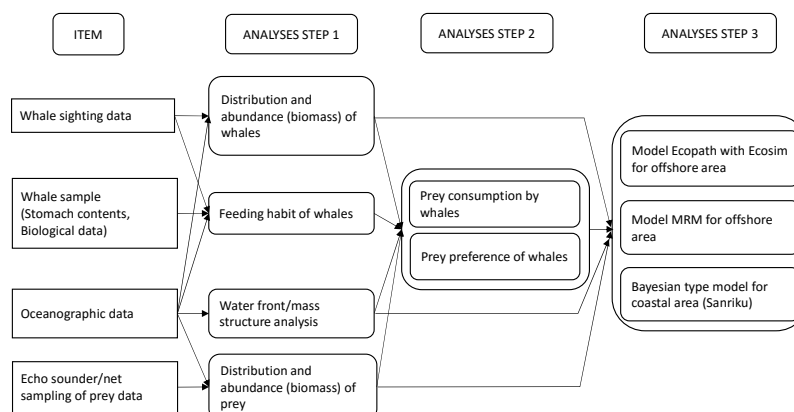 ITEM
ANALYSES STEP 1
ANALYSES STEP 2
ANALYSES STEP 3
Whale sighting data
Whale sample
(Stomach contents,
Biological data)
Oceanographic data
Echo sounder/net
sampling of prey data
Distribution and
abundance (biomass) of
whales
Feeding habit of whales
Water front/mass
structure analysis
Distribution and
abundance (biomass) of
prey
Prey consumption by
whales
Prey preference of whales
Model Ecopath with Ecosim
for offshore area
Model MRM for offshore
area
Bayesian type model for
coastal area (Sanriku)